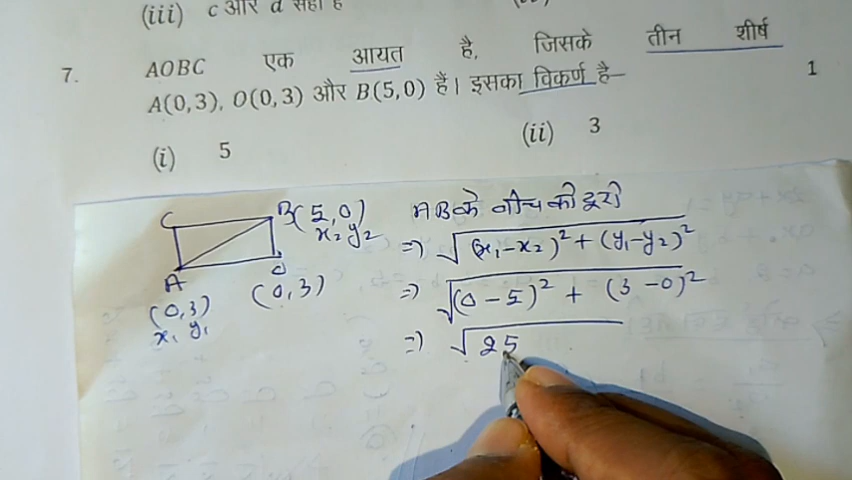 (iii) c और d सही है
7. AOBC एक आयत है, जिसके तीन शीर्ष
A(0,3), O(0,3) और B(5,0) हैं। इसका विकर्ण है– 1
(i) 5 (ii) 3
C B(5,0) AB के बीच की दूरी
x₂ y₂
=> √(x₁-x₂)² + (y₁-y₂)²
A O
(0,3) (0,3) => √(0-5)² + (3-0)²
x₁ y₁
=> √25